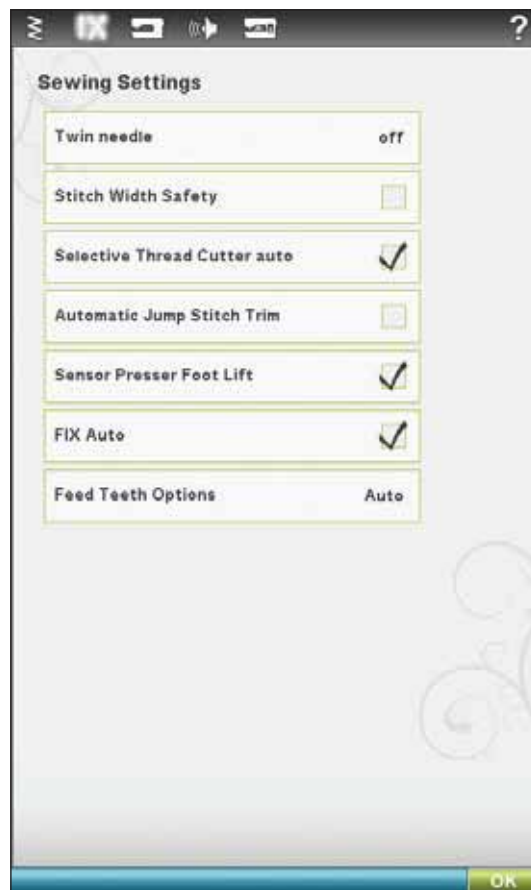 ?
Sewing Settings
Twin needle off
Stitch Width Safety
Selective Thread Cutter auto
Automatic Jump Stitch Trim
Sensor Presser Foot Lift
FIX Auto
Feed Teeth Options Auto
OK